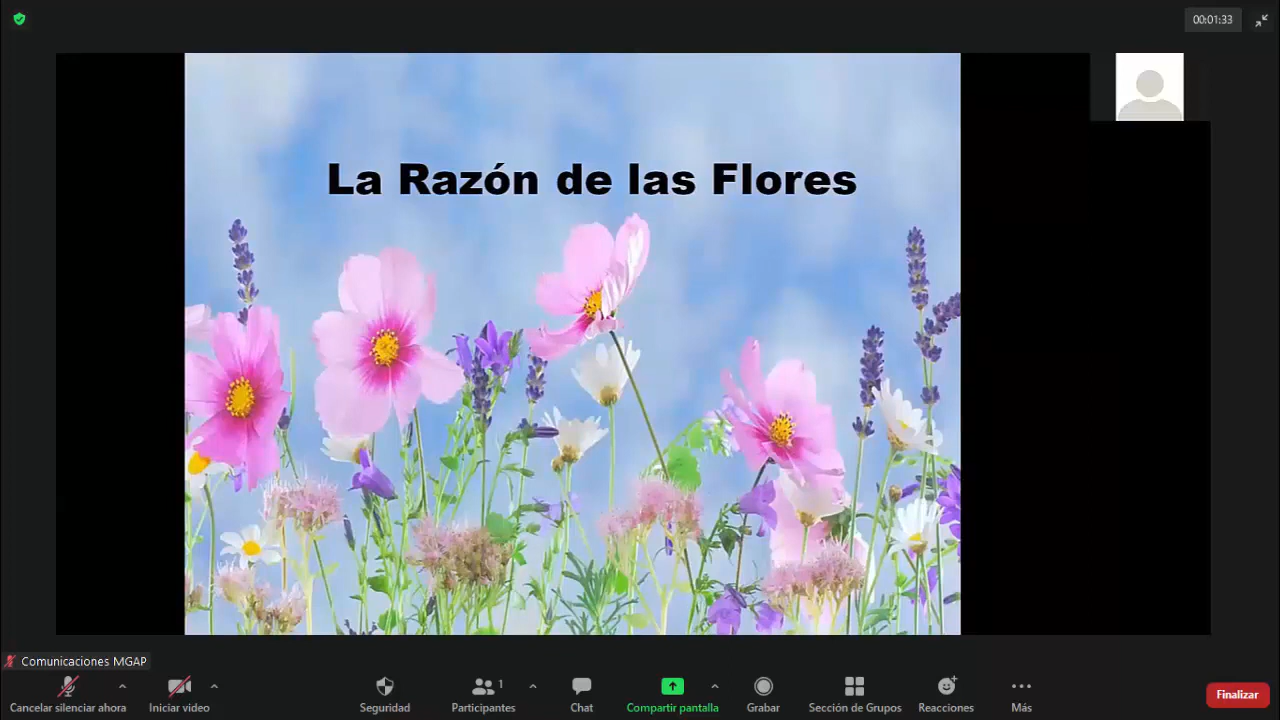 00:01:33
La Razón de las Flores
Comunicaciones MGAP
Cancelar silenciar ahora
Iniciar video
Seguridad
1
Participantes
Chat
Compartir pantalla
Grabar
Sección de Grupos
Reacciones
Más
Finalizar